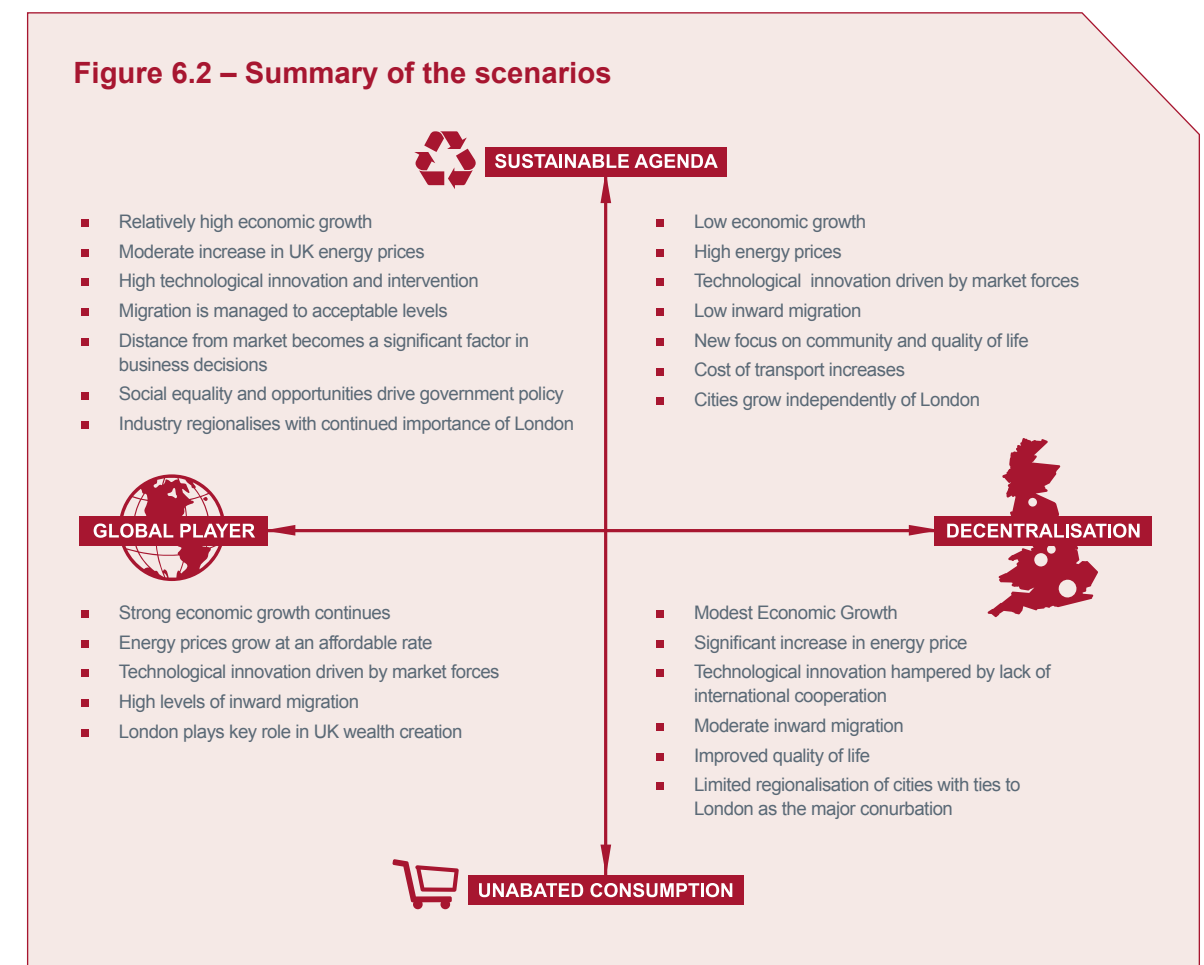 Figure 6.2 – Summary of the scenarios
SUSTAINABLE AGENDA
Relatively high economic growth
Moderate increase in UK energy prices
High technological innovation and intervention
Migration is managed to acceptable levels
Distance from market becomes a significant factor in
business decisions
Social equality and opportunities drive government policy
Industry regionalises with continued importance of London
Low economic growth
High energy prices
Technological innovation driven by market forces
Low inward migration
New focus on community and quality of life
Cost of transport increases
Cities grow independently of London
GLOBAL PLAYER
DECENTRALISATION
Strong economic growth continues
Energy prices grow at an affordable rate
Technological innovation driven by market forces
High levels of inward migration
London plays key role in UK wealth creation
Modest Economic Growth
Significant increase in energy price
Technological innovation hampered by lack of
international cooperation
Moderate inward migration
Improved quality of life
Limited regionalisation of cities with ties to
London as the major conurbation
UNABATED CONSUMPTION